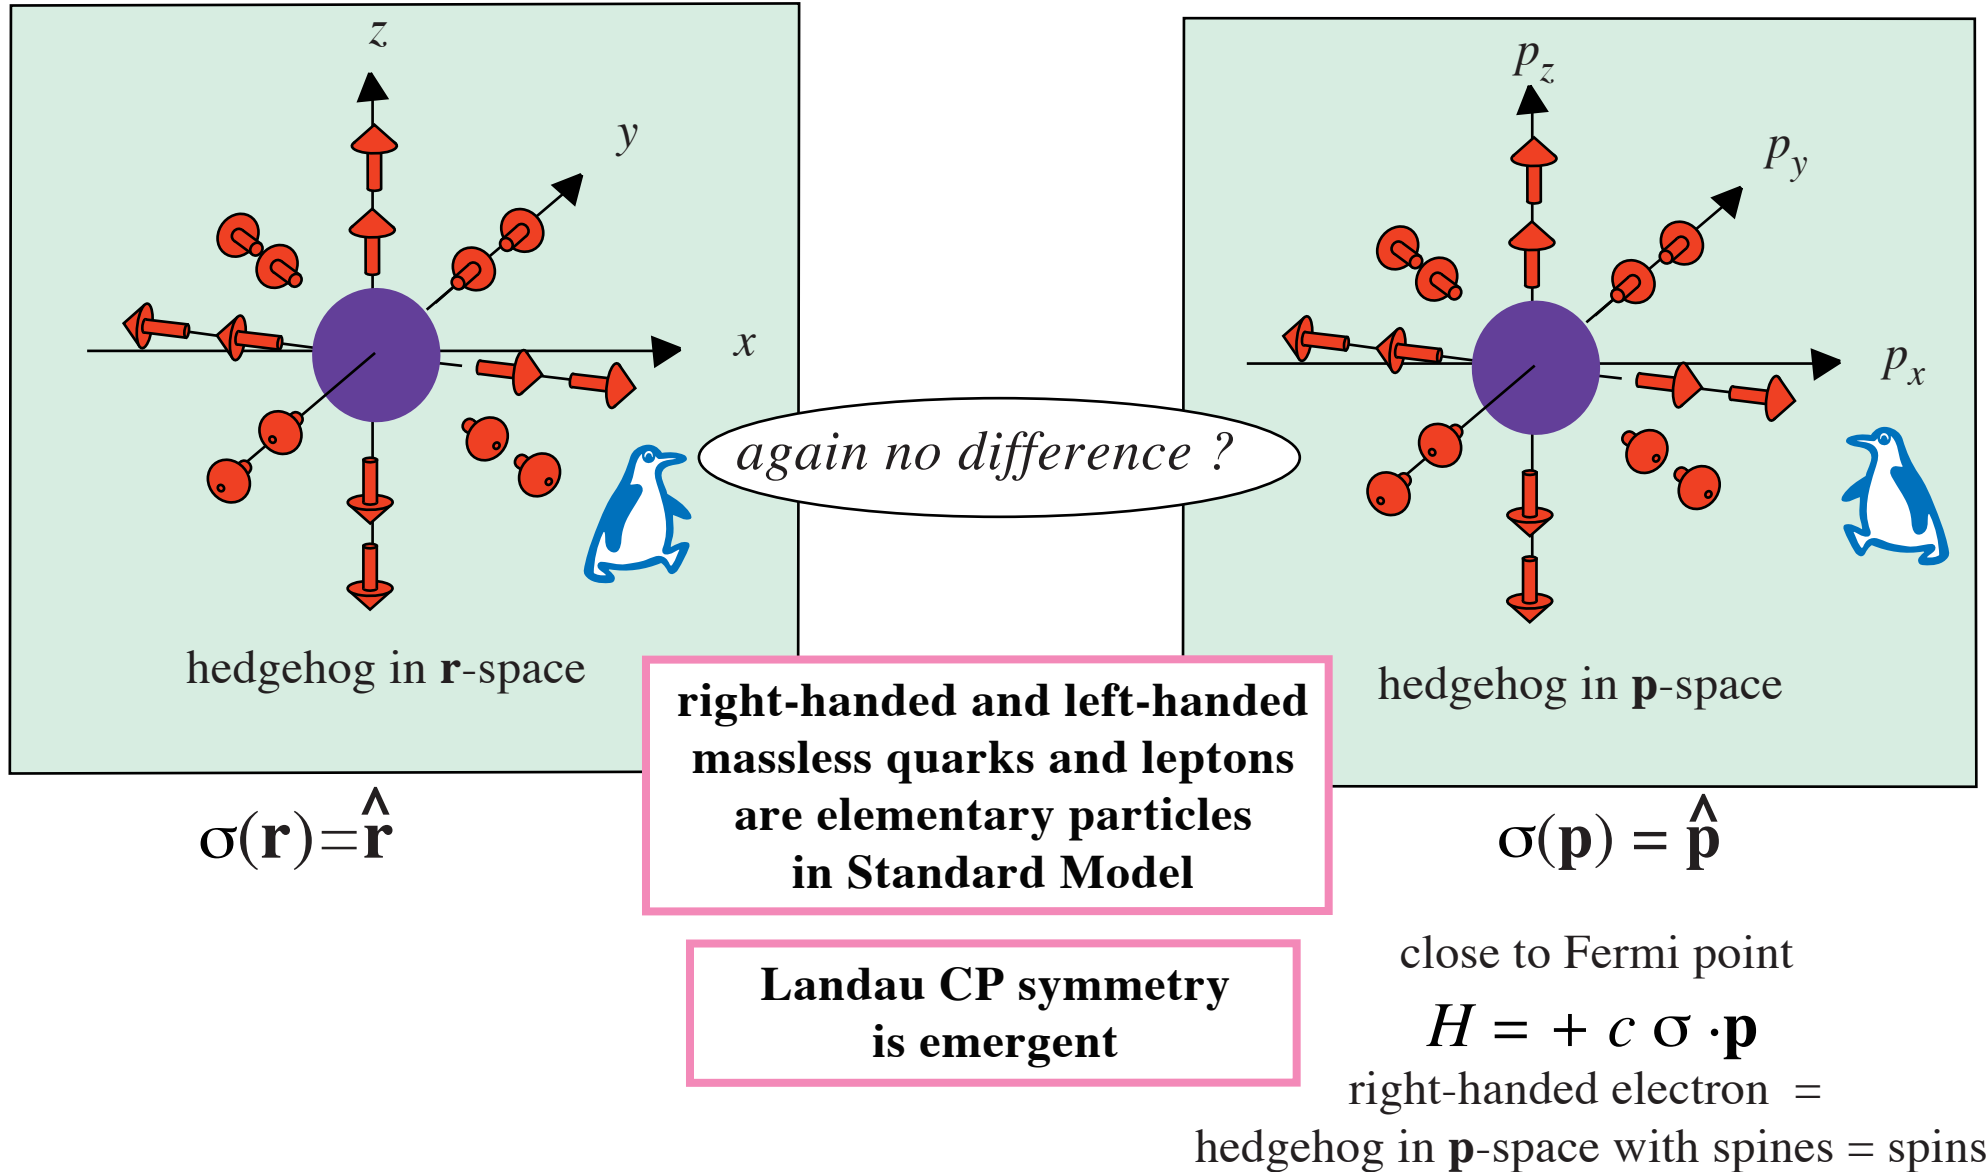 z
y
x
hedgehog in r-space
σ(r)=r̂
again no difference ?
p_z
p_y
p_x
hedgehog in p-space
σ(p) = p̂
right-handed and left-handed
massless quarks and leptons
are elementary particles
in Standard Model
Landau CP symmetry
is emergent
close to Fermi point
H = + c σ ·p
right-handed electron =
hedgehog in p-space with spines = spins